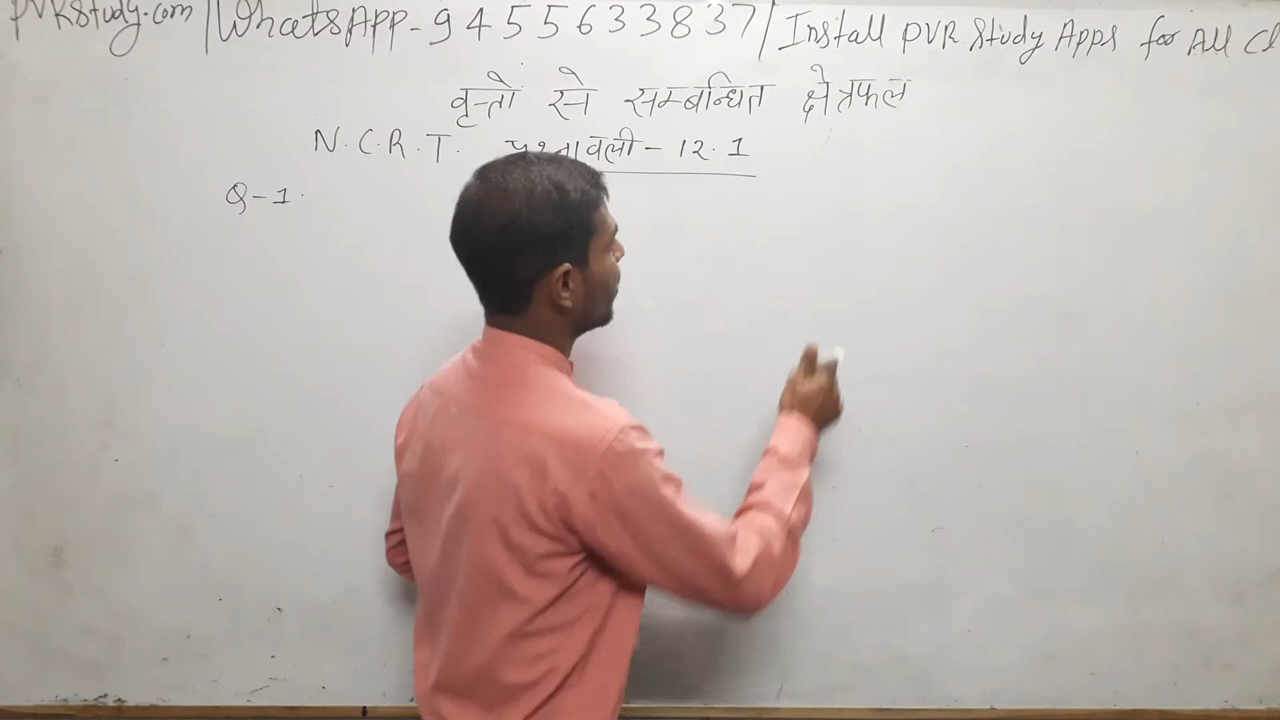 PVRStudy.com / WhatsApp - 9455633837 / Install PVR Study Apps for All Cl
वृत्तों से सम्बन्धित क्षेत्रफल
N.C.R.T. प्रश्नावली - 12.1
Q-1.